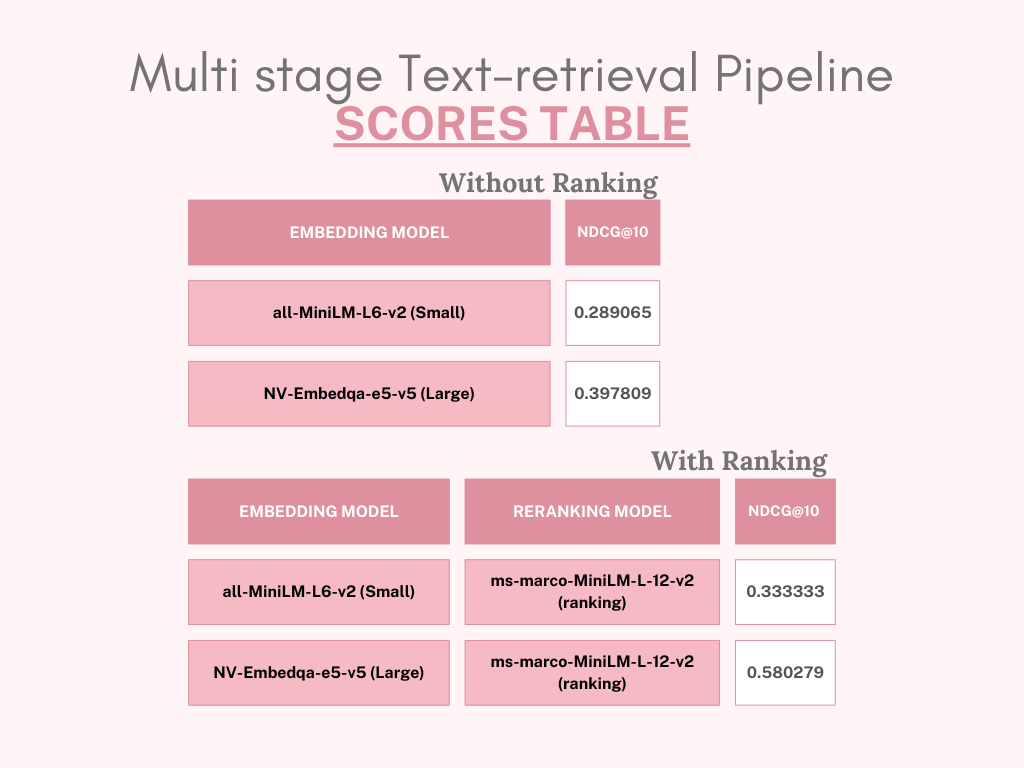 Multi stage Text-retrieval Pipeline
SCORES TABLE
Without Ranking
EMBEDDING MODEL NDCG@10
all-MiniLM-L6-v2 (Small) 0.289065
NV-Embedqa-e5-v5 (Large) 0.397809
With Ranking
EMBEDDING MODEL RERANKING MODEL NDCG@10
all-MiniLM-L6-v2 (Small) ms-marco-MiniLM-L-12-v2 (ranking) 0.333333
NV-Embedqa-e5-v5 (Large) ms-marco-MiniLM-L-12-v2 (ranking) 0.580279